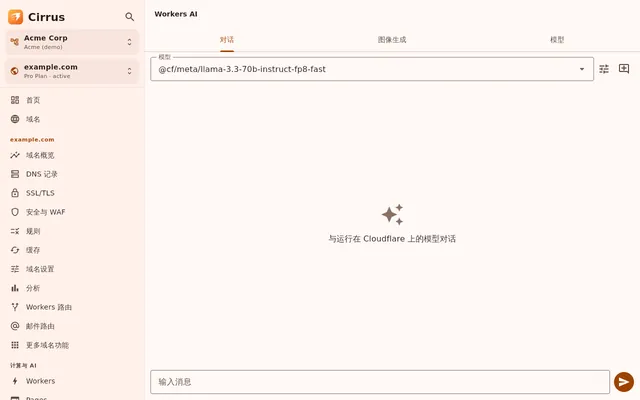 Cirrus
Acme Corp
Acme (demo)
example.com
Pro Plan · active
首页
域名
example.com
域名概览
DNS 记录
SSL/TLS
安全与 WAF
规则
缓存
域名设置
分析
Workers 路由
邮件路由
更多域名功能
计算与 AI
Workers
Pages
Workers AI
对话
图像生成
模型
模型
@cf/meta/llama-3.3-70b-instruct-fp8-fast
与运行在 Cloudflare 上的模型对话
输入消息